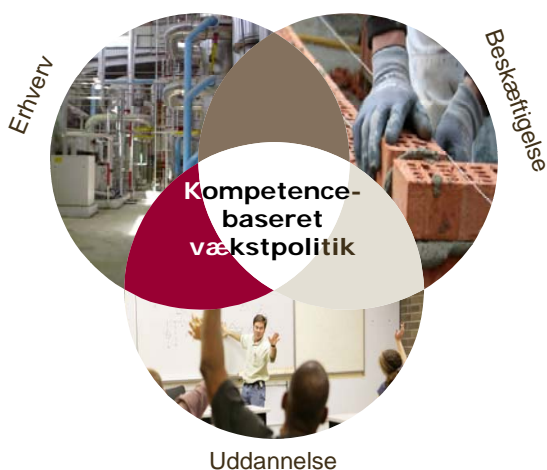 Erhverv
Beskæftigelse
Kompetence-
baseret
vækstpolitik
Uddannelse